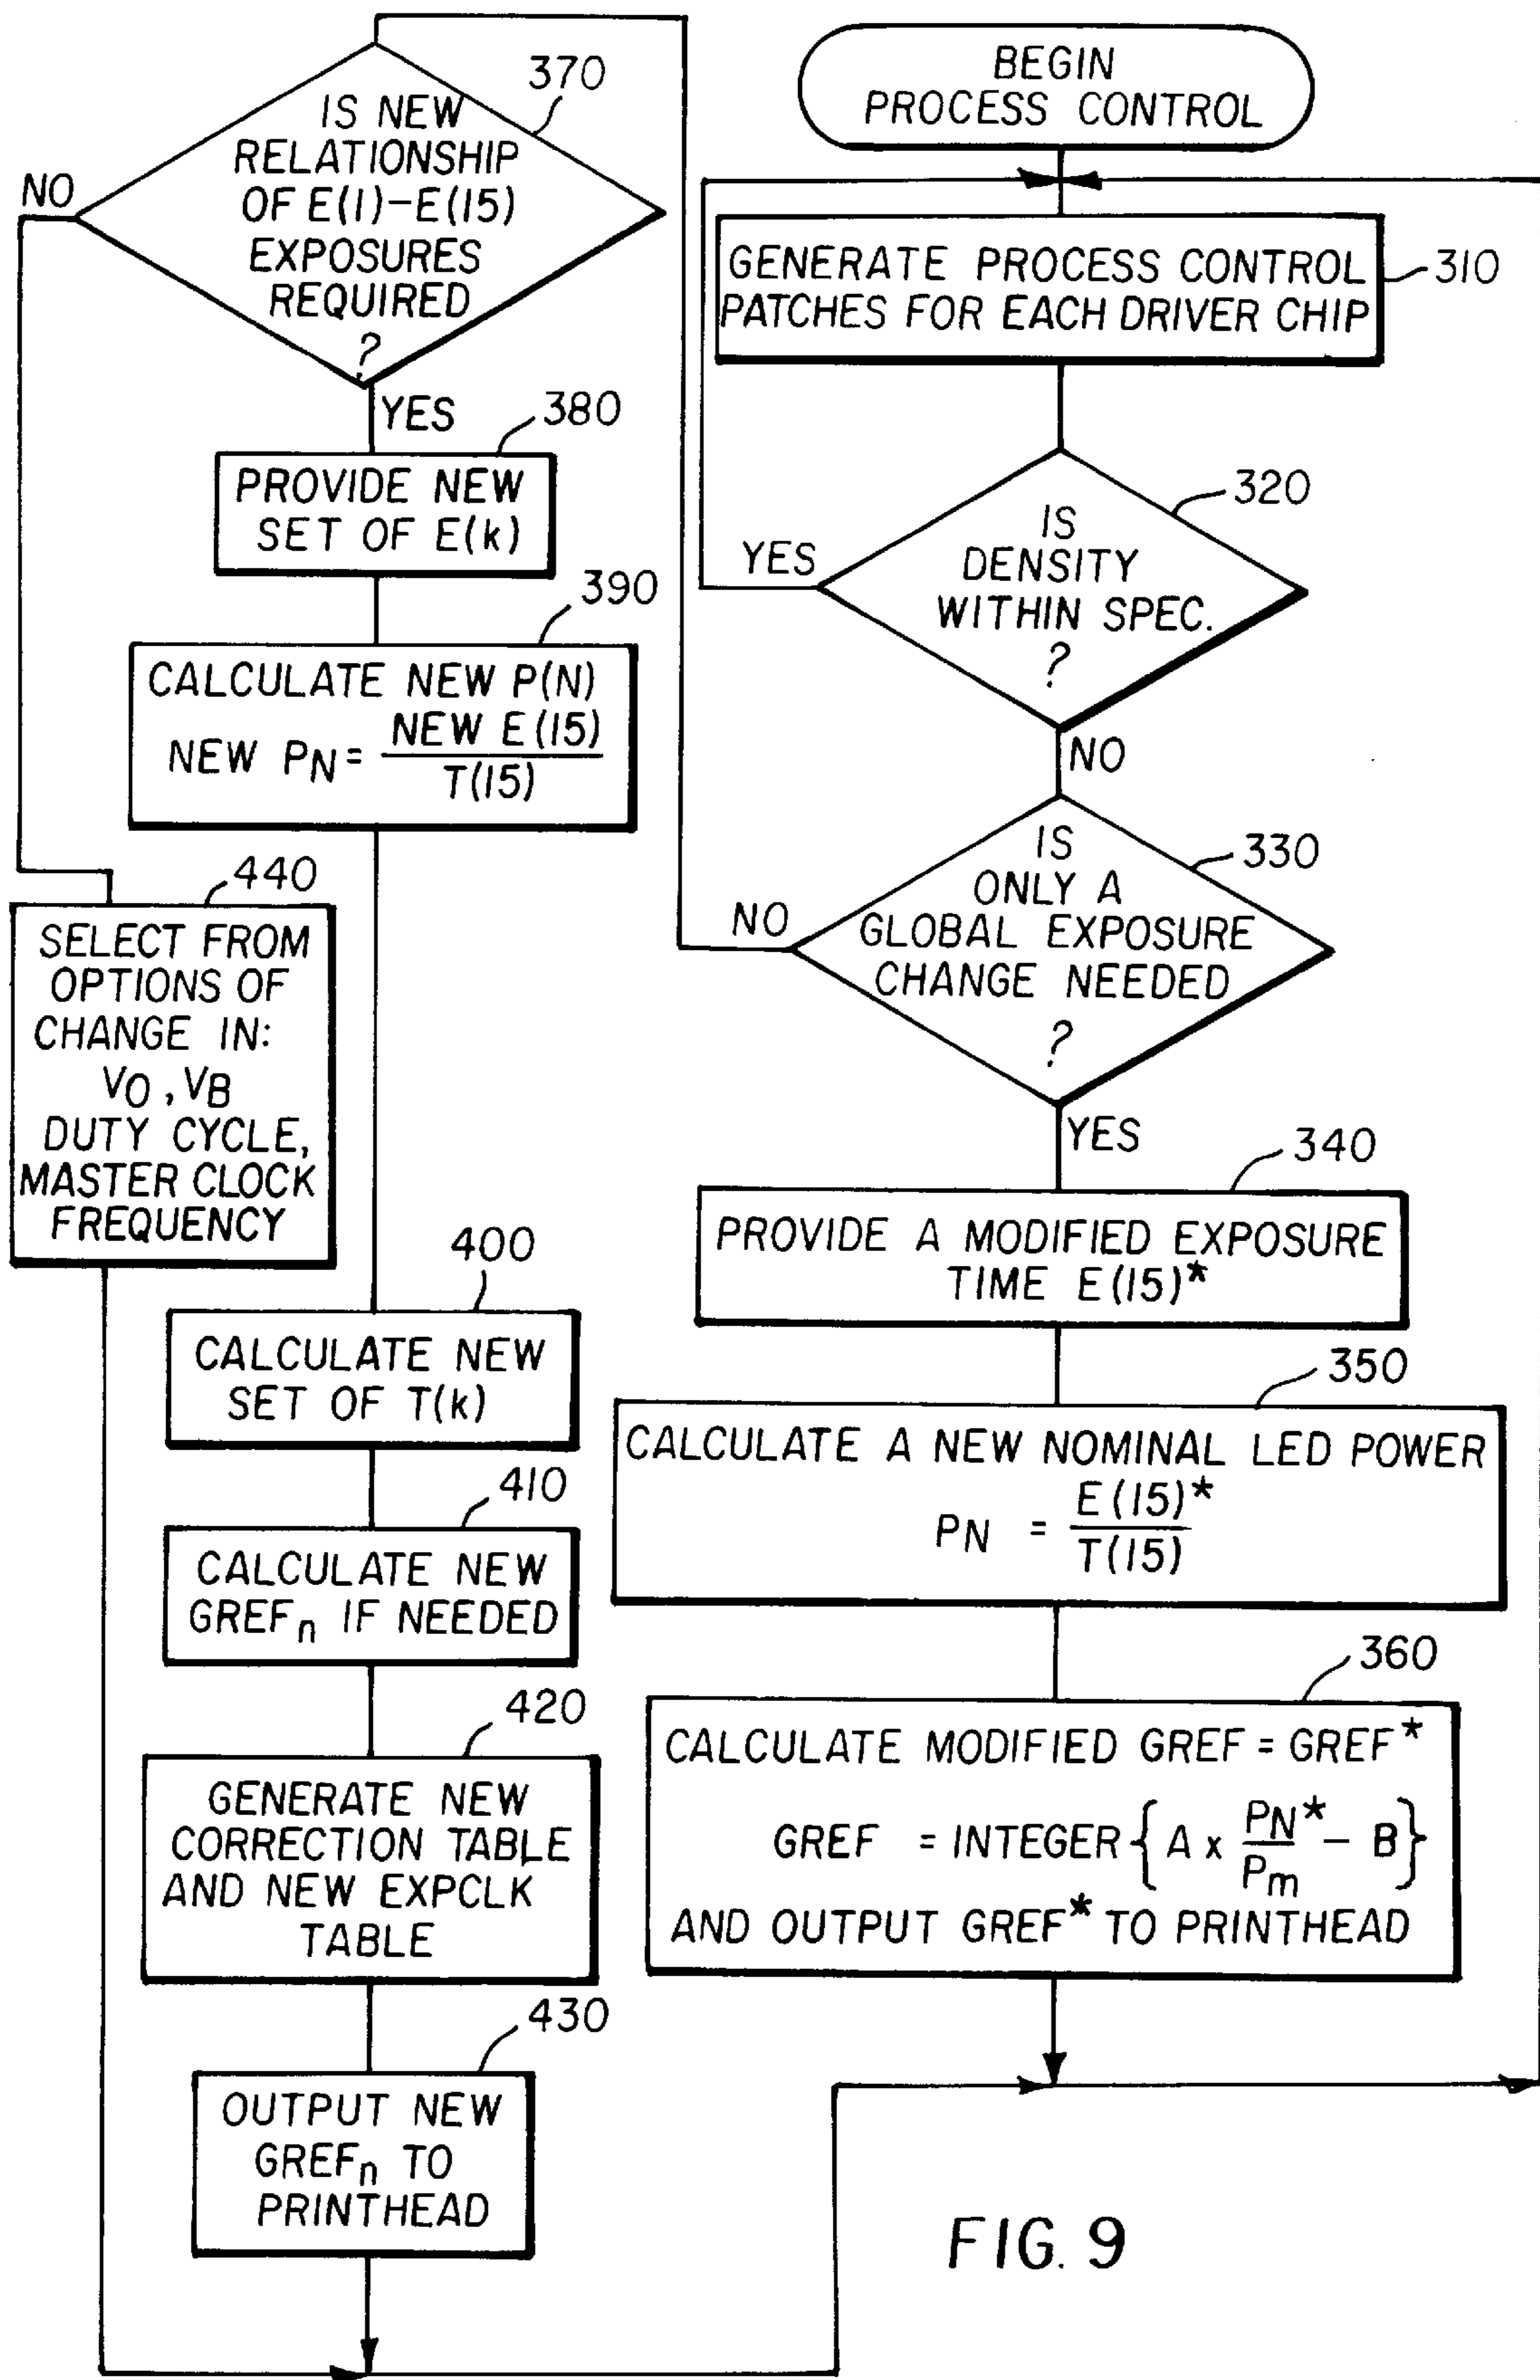 BEGIN
PROCESS CONTROL
GENERATE PROCESS CONTROL
PATCHES FOR EACH DRIVER CHIP
310
IS
DENSITY
WITHIN SPEC.
?
320
YES
NO
IS
ONLY A
GLOBAL EXPOSURE
CHANGE NEEDED
?
330
NO
YES
340
PROVIDE A MODIFIED EXPOSURE
TIME E(15)*
350
CALCULATE A NEW NOMINAL LED POWER
PN = E(15)*
T(15)
360
CALCULATE MODIFIED GREF = GREF*
GREF = INTEGER { A x PN*/Pm - B }
AND OUTPUT GREF* TO PRINTHEAD
370
IS NEW
RELATIONSHIP
OF E(1)-E(15)
EXPOSURES
REQUIRED
?
NO
YES
380
PROVIDE NEW
SET OF E(k)
390
CALCULATE NEW P(N)
NEW PN = NEW E(15)
T(15)
400
CALCULATE NEW
SET OF T(k)
410
CALCULATE NEW
GREFn IF NEEDED
420
GENERATE NEW
CORRECTION TABLE
AND NEW EXPCLK
TABLE
430
OUTPUT NEW
GREFn TO
PRINTHEAD
440
SELECT FROM
OPTIONS OF
CHANGE IN:
VO, VB
DUTY CYCLE,
MASTER CLOCK
FREQUENCY
FIG. 9